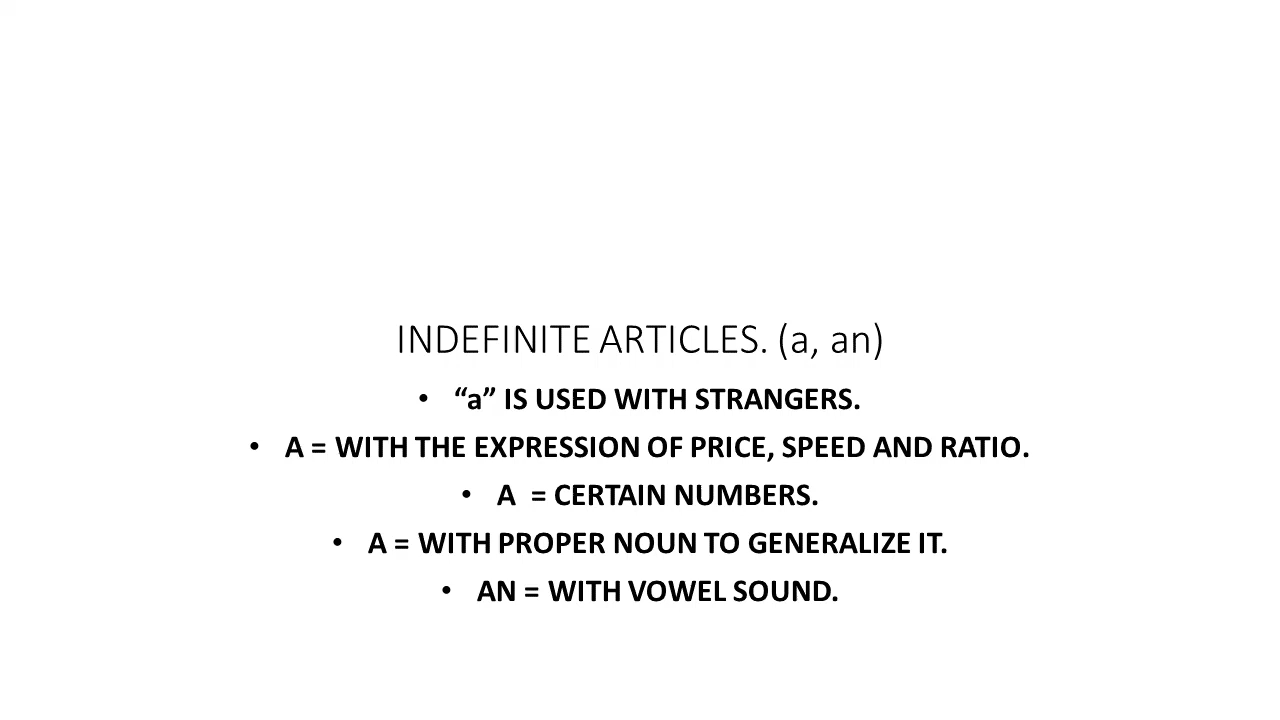 INDEFINITE ARTICLES. (a, an)
• “a” IS USED WITH STRANGERS.
• A = WITH THE EXPRESSION OF PRICE, SPEED AND RATIO.
• A  = CERTAIN NUMBERS.
• A = WITH PROPER NOUN TO GENERALIZE IT.
• AN = WITH VOWEL SOUND.